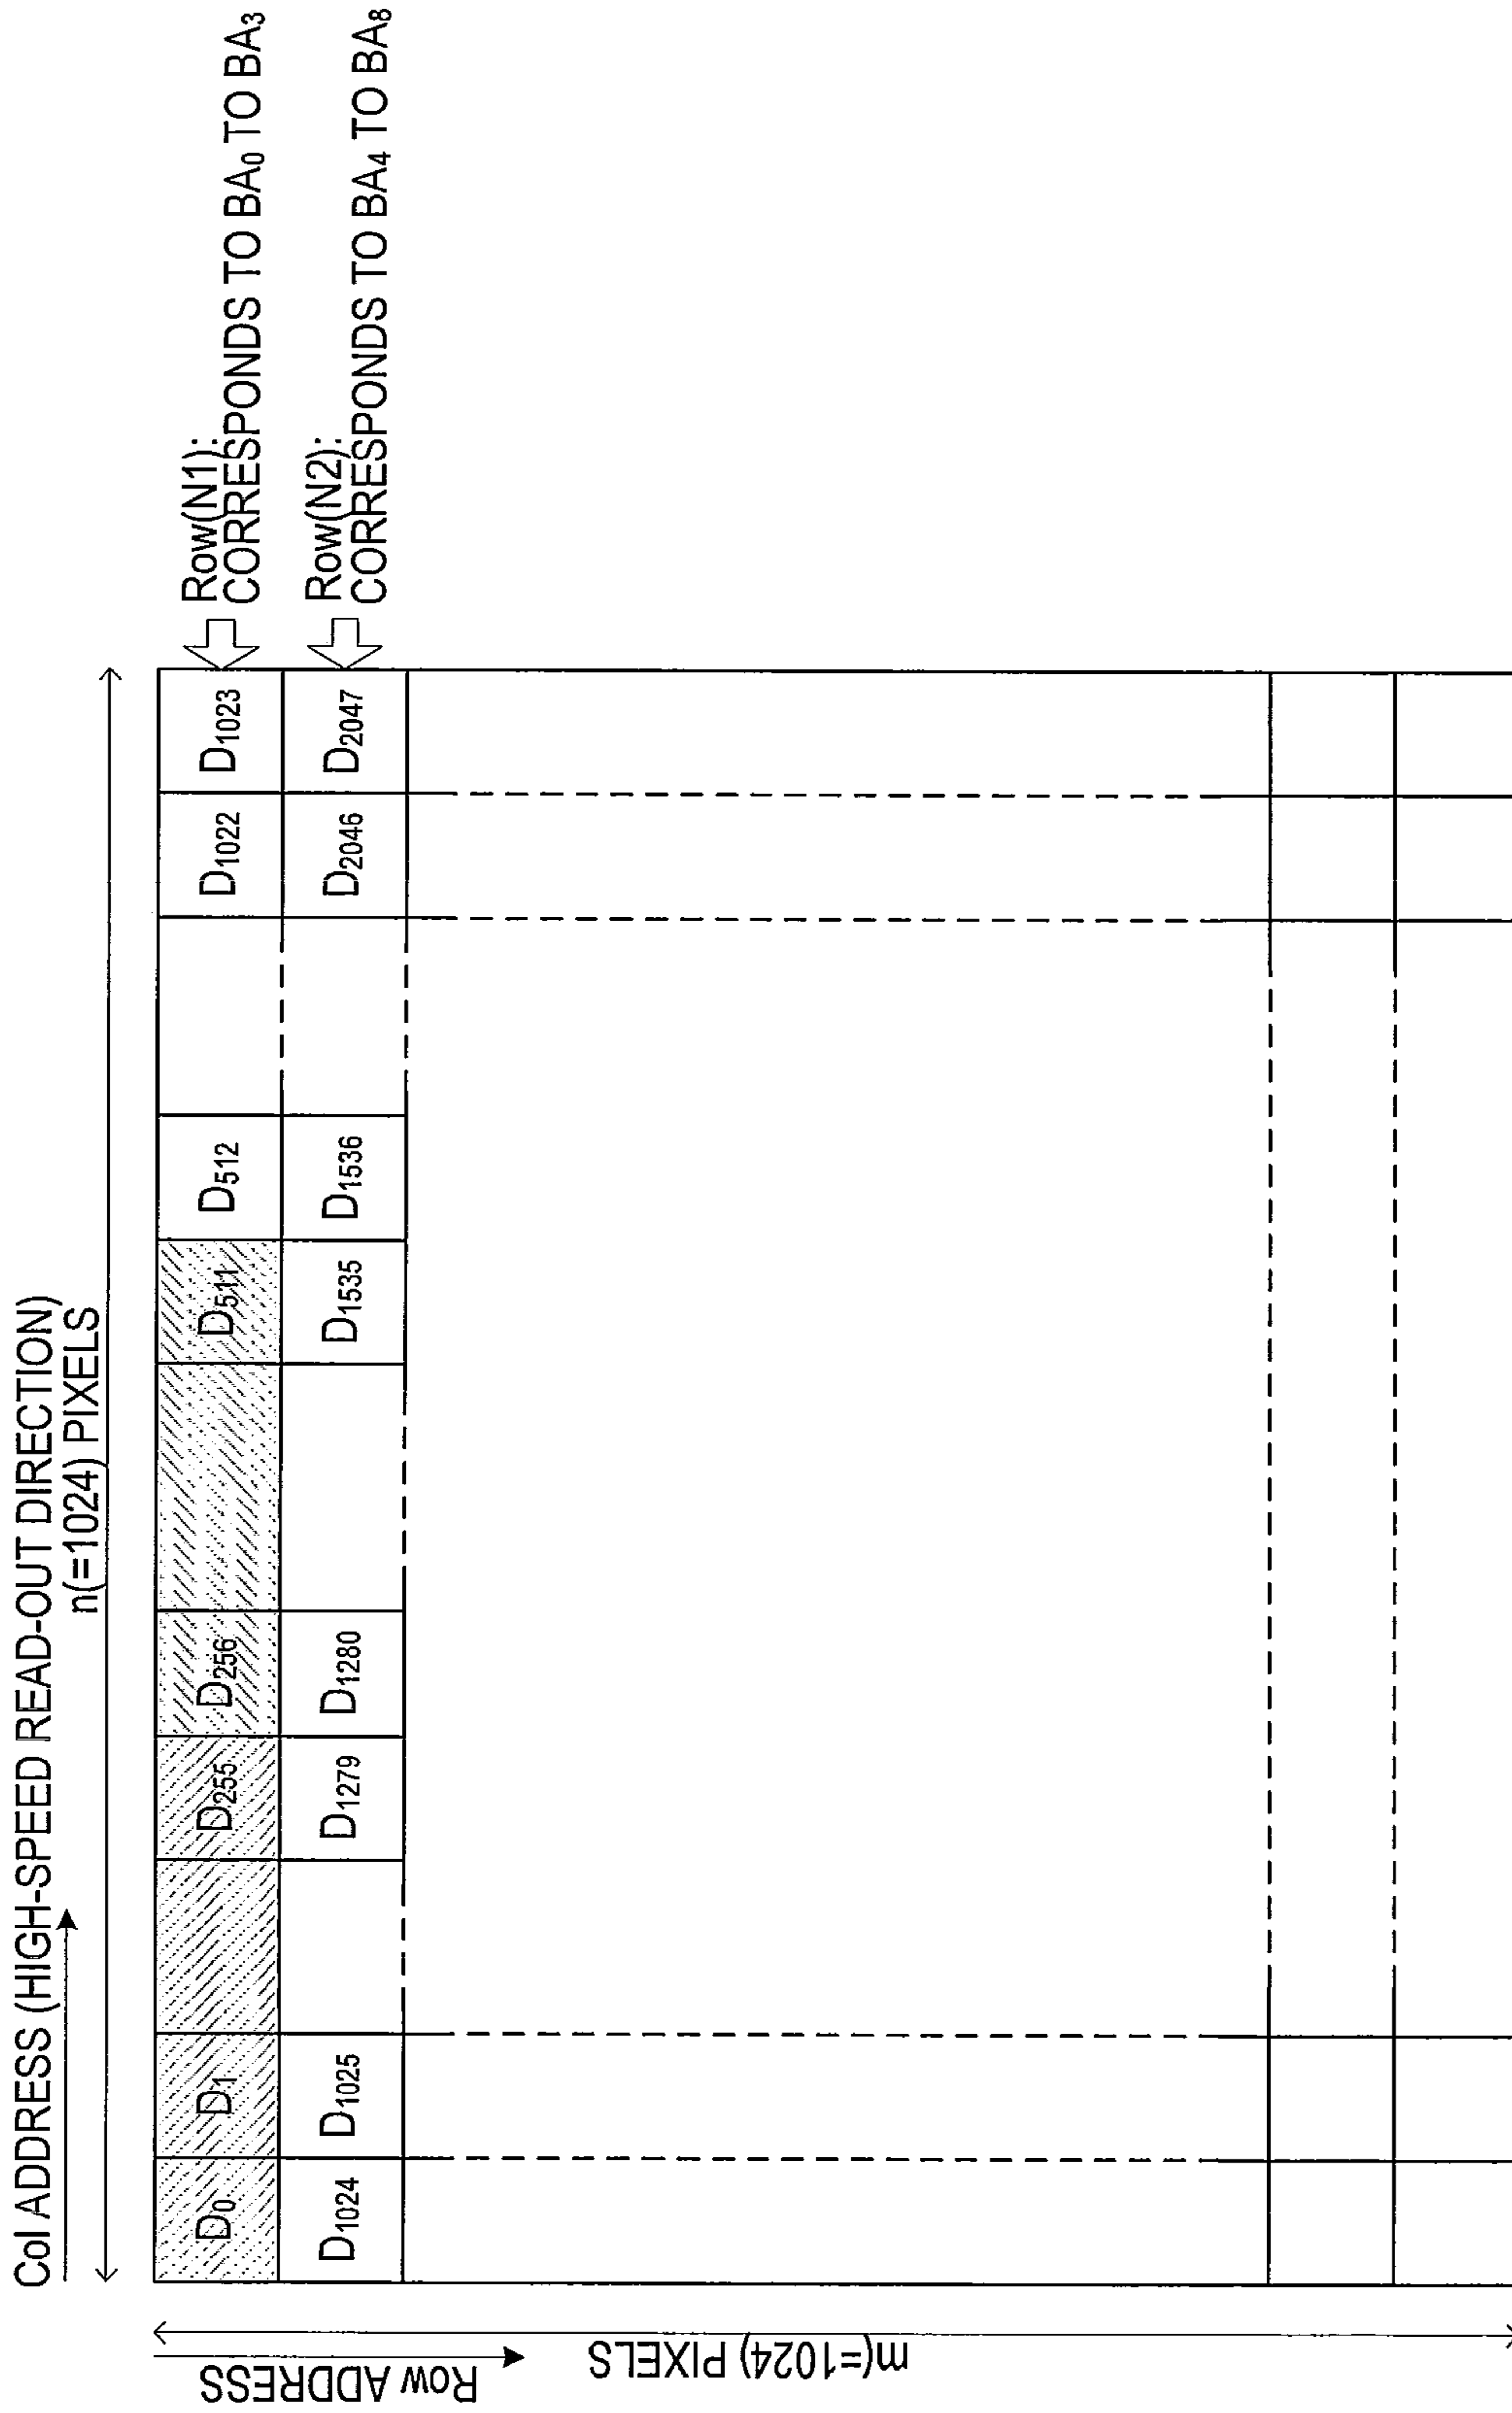 Col ADDRESS (HIGH-SPEED READ-OUT DIRECTION)
n(=1024) PIXELS
Row ADDRESS
m(=1024) PIXELS
D0 D1 D255 D256 D511 D512 D1022 D1023
Row(N1):
CORRESPONDS TO BA0 TO BA3
D1024 D1025 D1279 D1280 D1535 D1536 D2046 D2047
Row(N2):
CORRESPONDS TO BA4 TO BA8